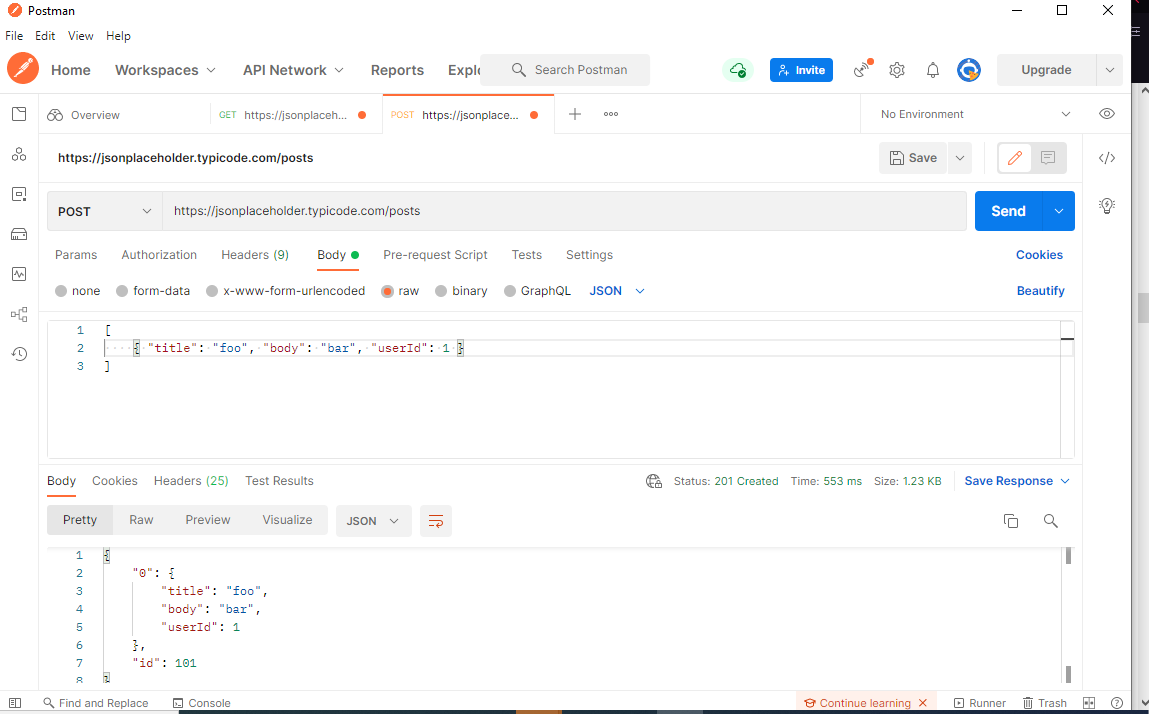 Postman
File Edit View Help
Home Workspaces API Network Reports Explo Search Postman Invite Upgrade
Overview GET https://jsonplaceh... POST https://jsonplace... No Environment
https://jsonplaceholder.typicode.com/posts Save
POST https://jsonplaceholder.typicode.com/posts Send
Params Authorization Headers (9) Body Pre-request Script Tests Settings Cookies
none form-data x-www-form-urlencoded raw binary GraphQL JSON Beautify
1 [
2 { "title": "foo", "body": "bar", "userId": 1 }
3 ]
Body Cookies Headers (25) Test Results Status: 201 Created Time: 553 ms Size: 1.23 KB Save Response
Pretty Raw Preview Visualize JSON
1 {
2 "0": {
3 "title": "foo",
4 "body": "bar",
5 "userId": 1
6 },
7 "id": 101
8 }
Find and Replace Console Continue learning Runner Trash